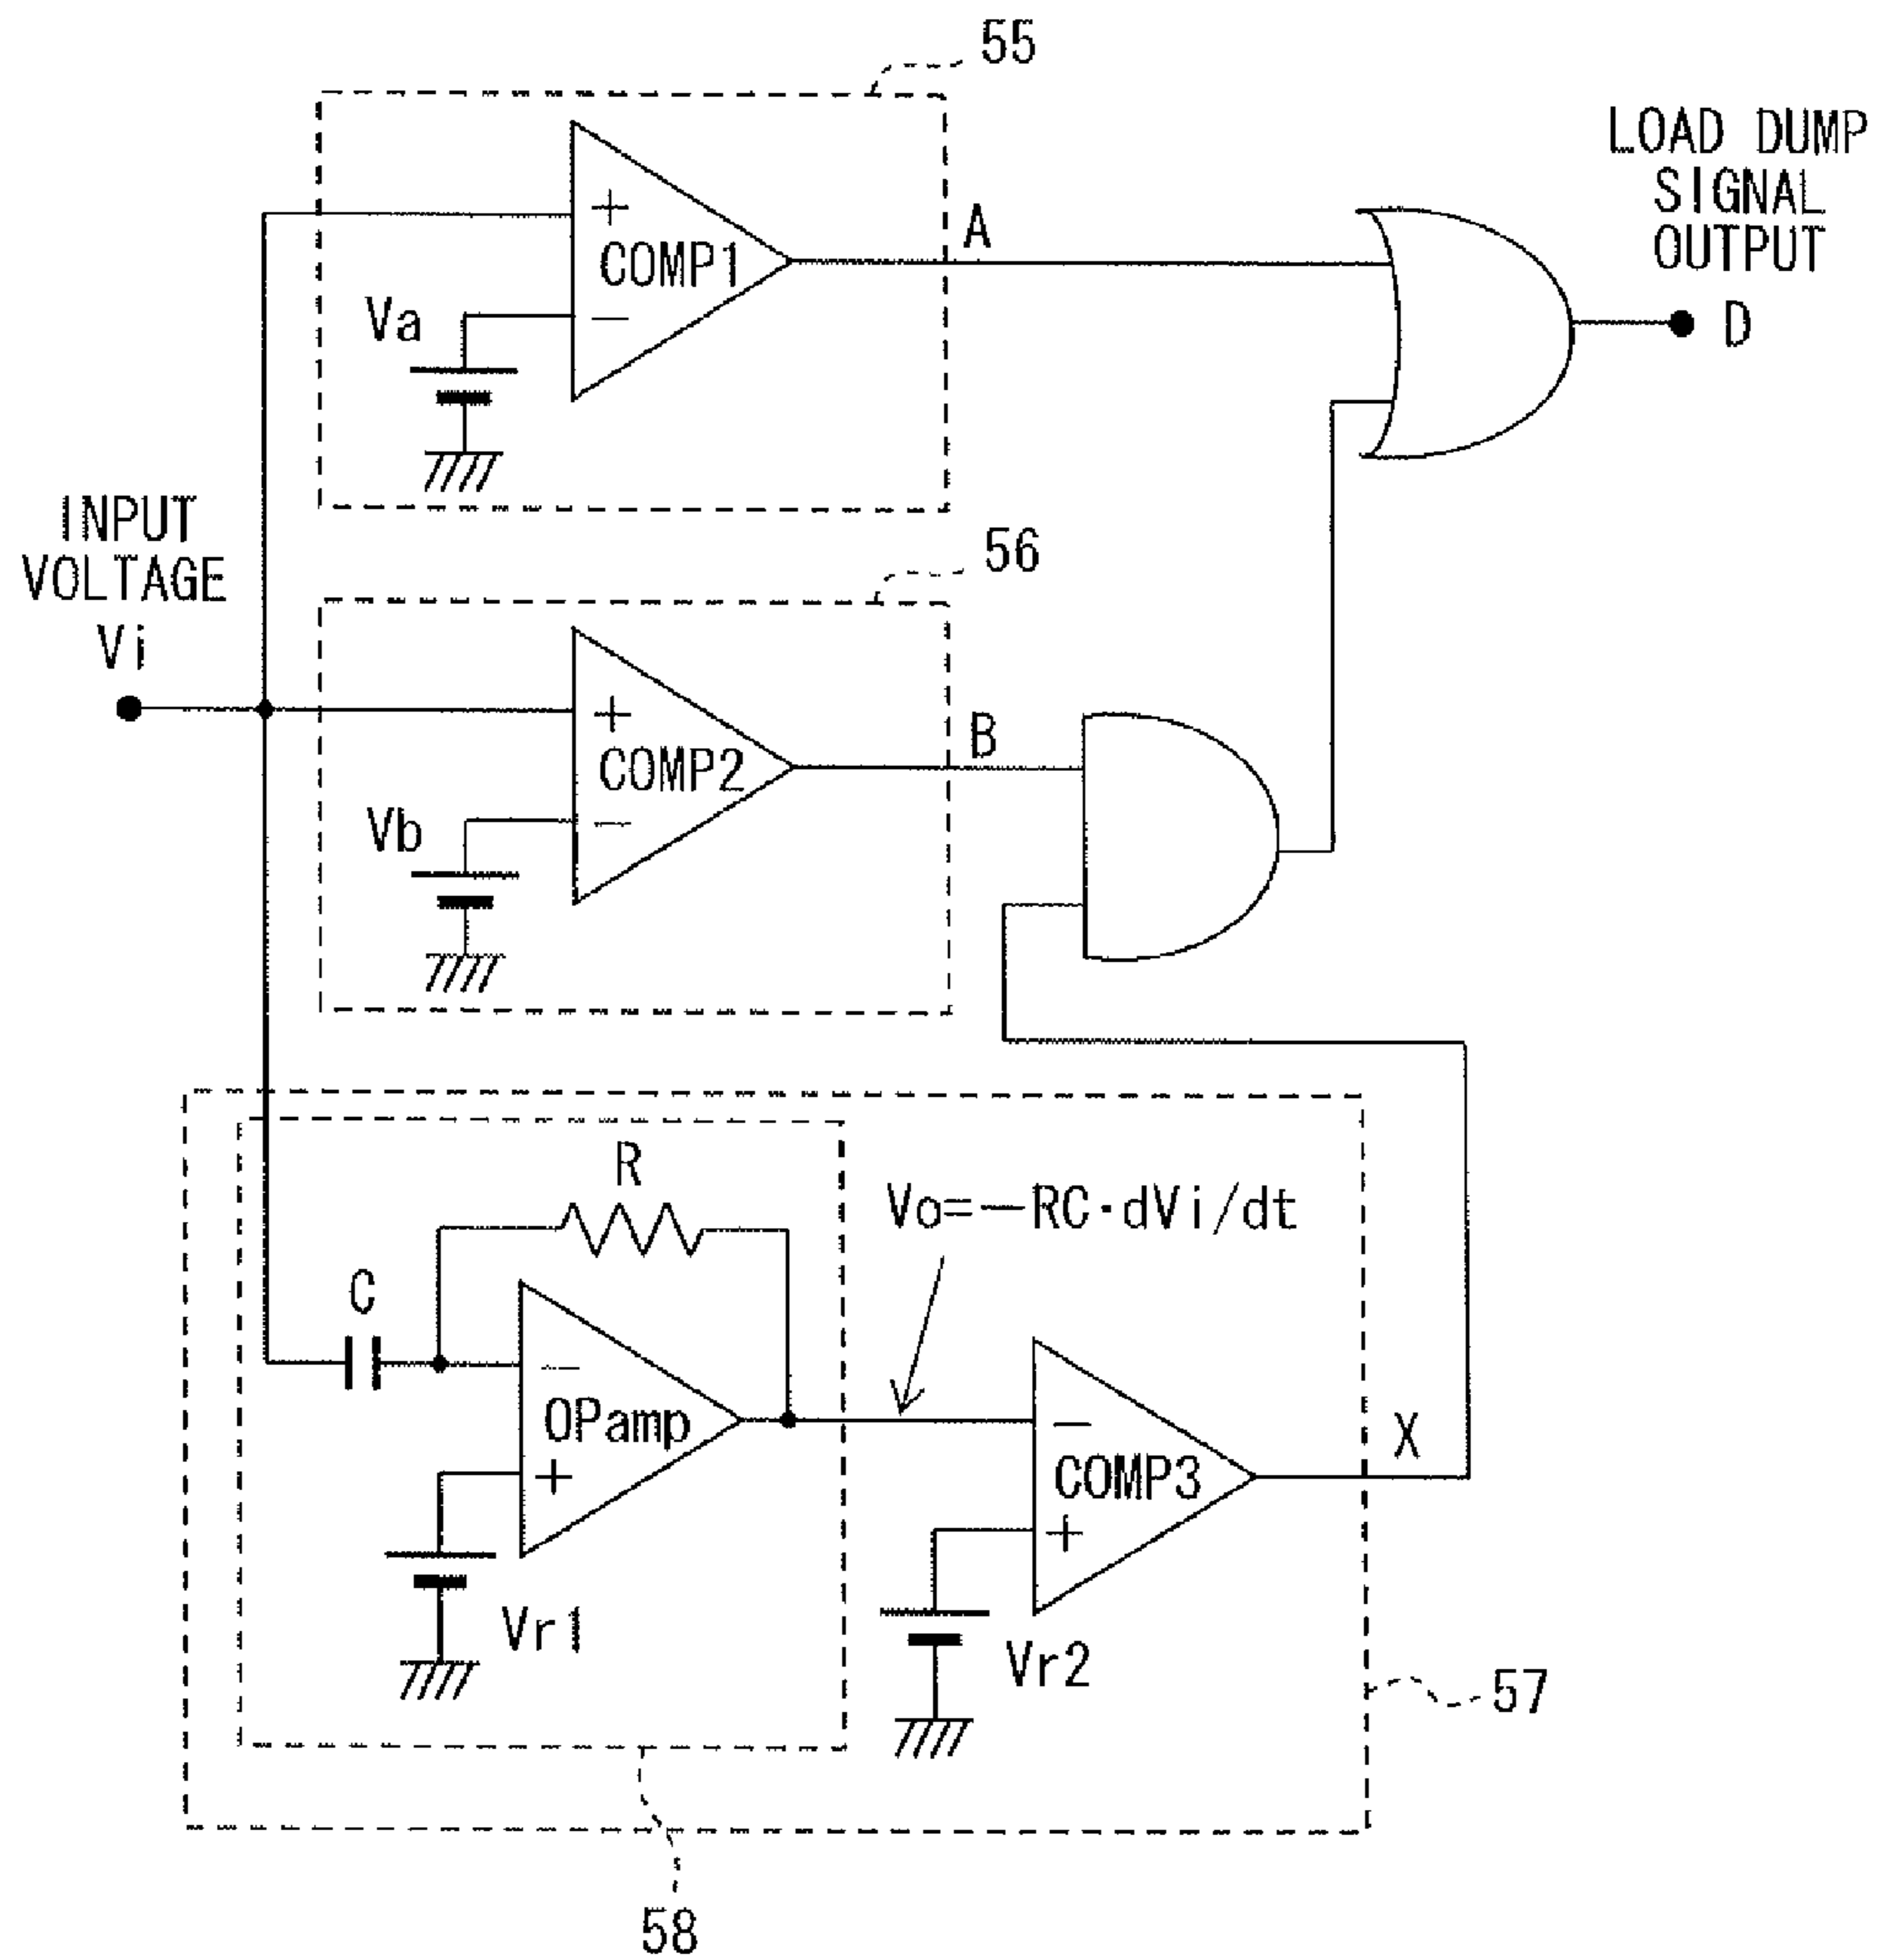 55
LOAD DUMP
SIGNAL
OUTPUT
+
COMP1
−
A
Va
D
INPUT
VOLTAGE
Vi
56
+
COMP2
−
B
Vb
R
Vo=−RC·dVi/dt
C
−
OPamp
+
−
COMP3
+
X
Vr1
Vr2
57
58